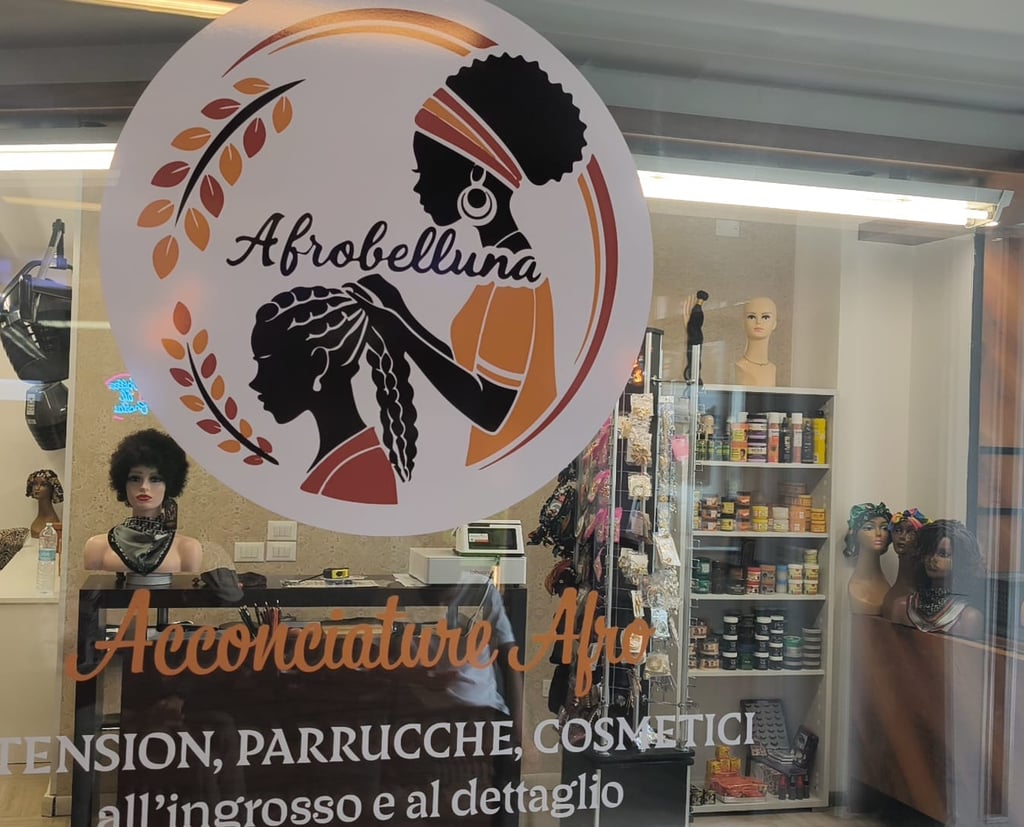 Afrobelluna
Acconciature Afro
TENSION, PARRUCCHE, COSMETICI
all'ingrosso e al dettaglio